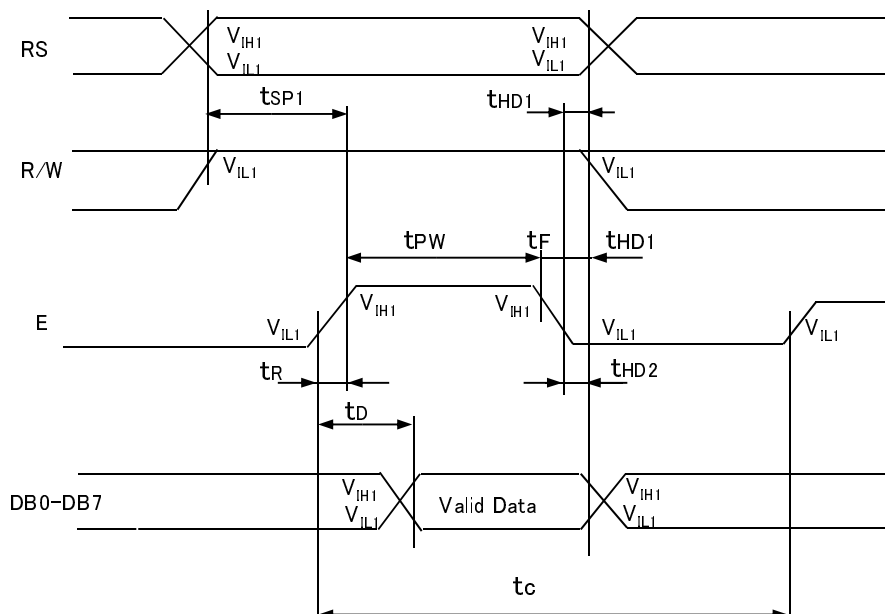 RS
VIH1 VIH1
VIL1 VIL1
tSP1 tHD1
R/W
VIL1 VIL1
tPW tF tHD1
E
VIH1 VIH1
VIL1 VIL1 VIL1
tR tHD2
tD
DB0-DB7
VIH1 VIH1
Valid Data
VIL1 VIL1
tC